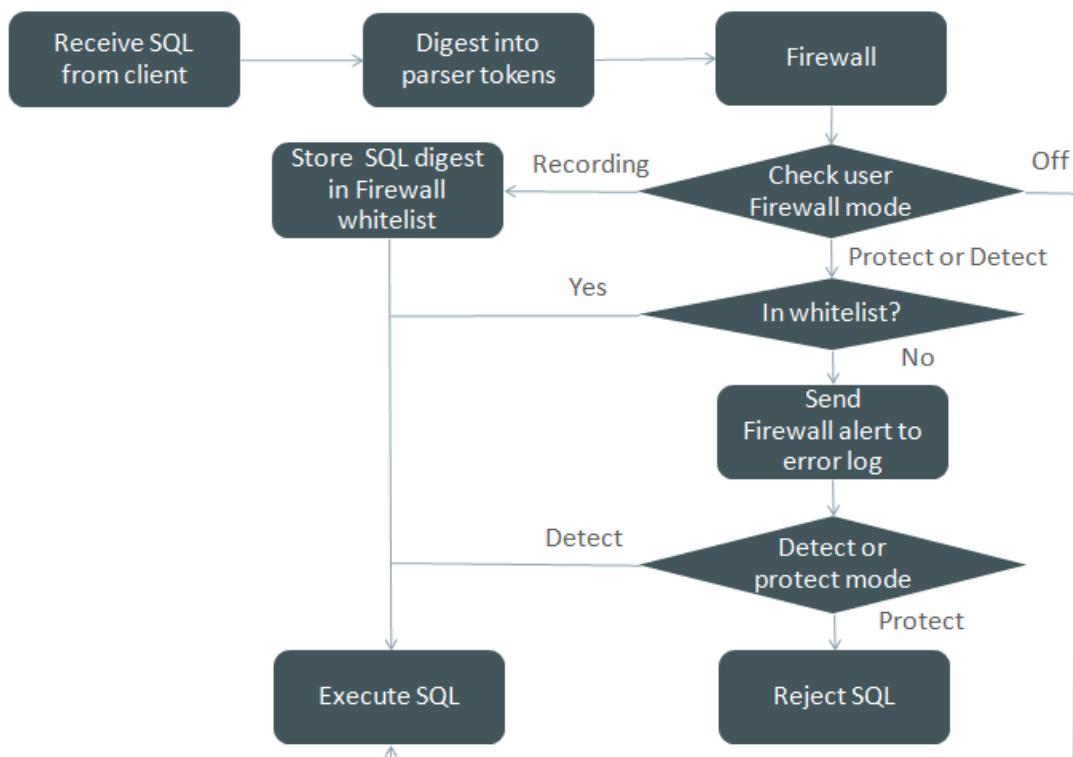 Receive SQL
from client
Digest into
parser tokens
Firewall
Store SQL digest
in Firewall
whitelist
Recording
Check user
Firewall mode
Off
Protect or Detect
Yes
In whitelist?
No
Send
Firewall alert to
error log
Detect
Detect or
protect mode
Protect
Execute SQL
Reject SQL